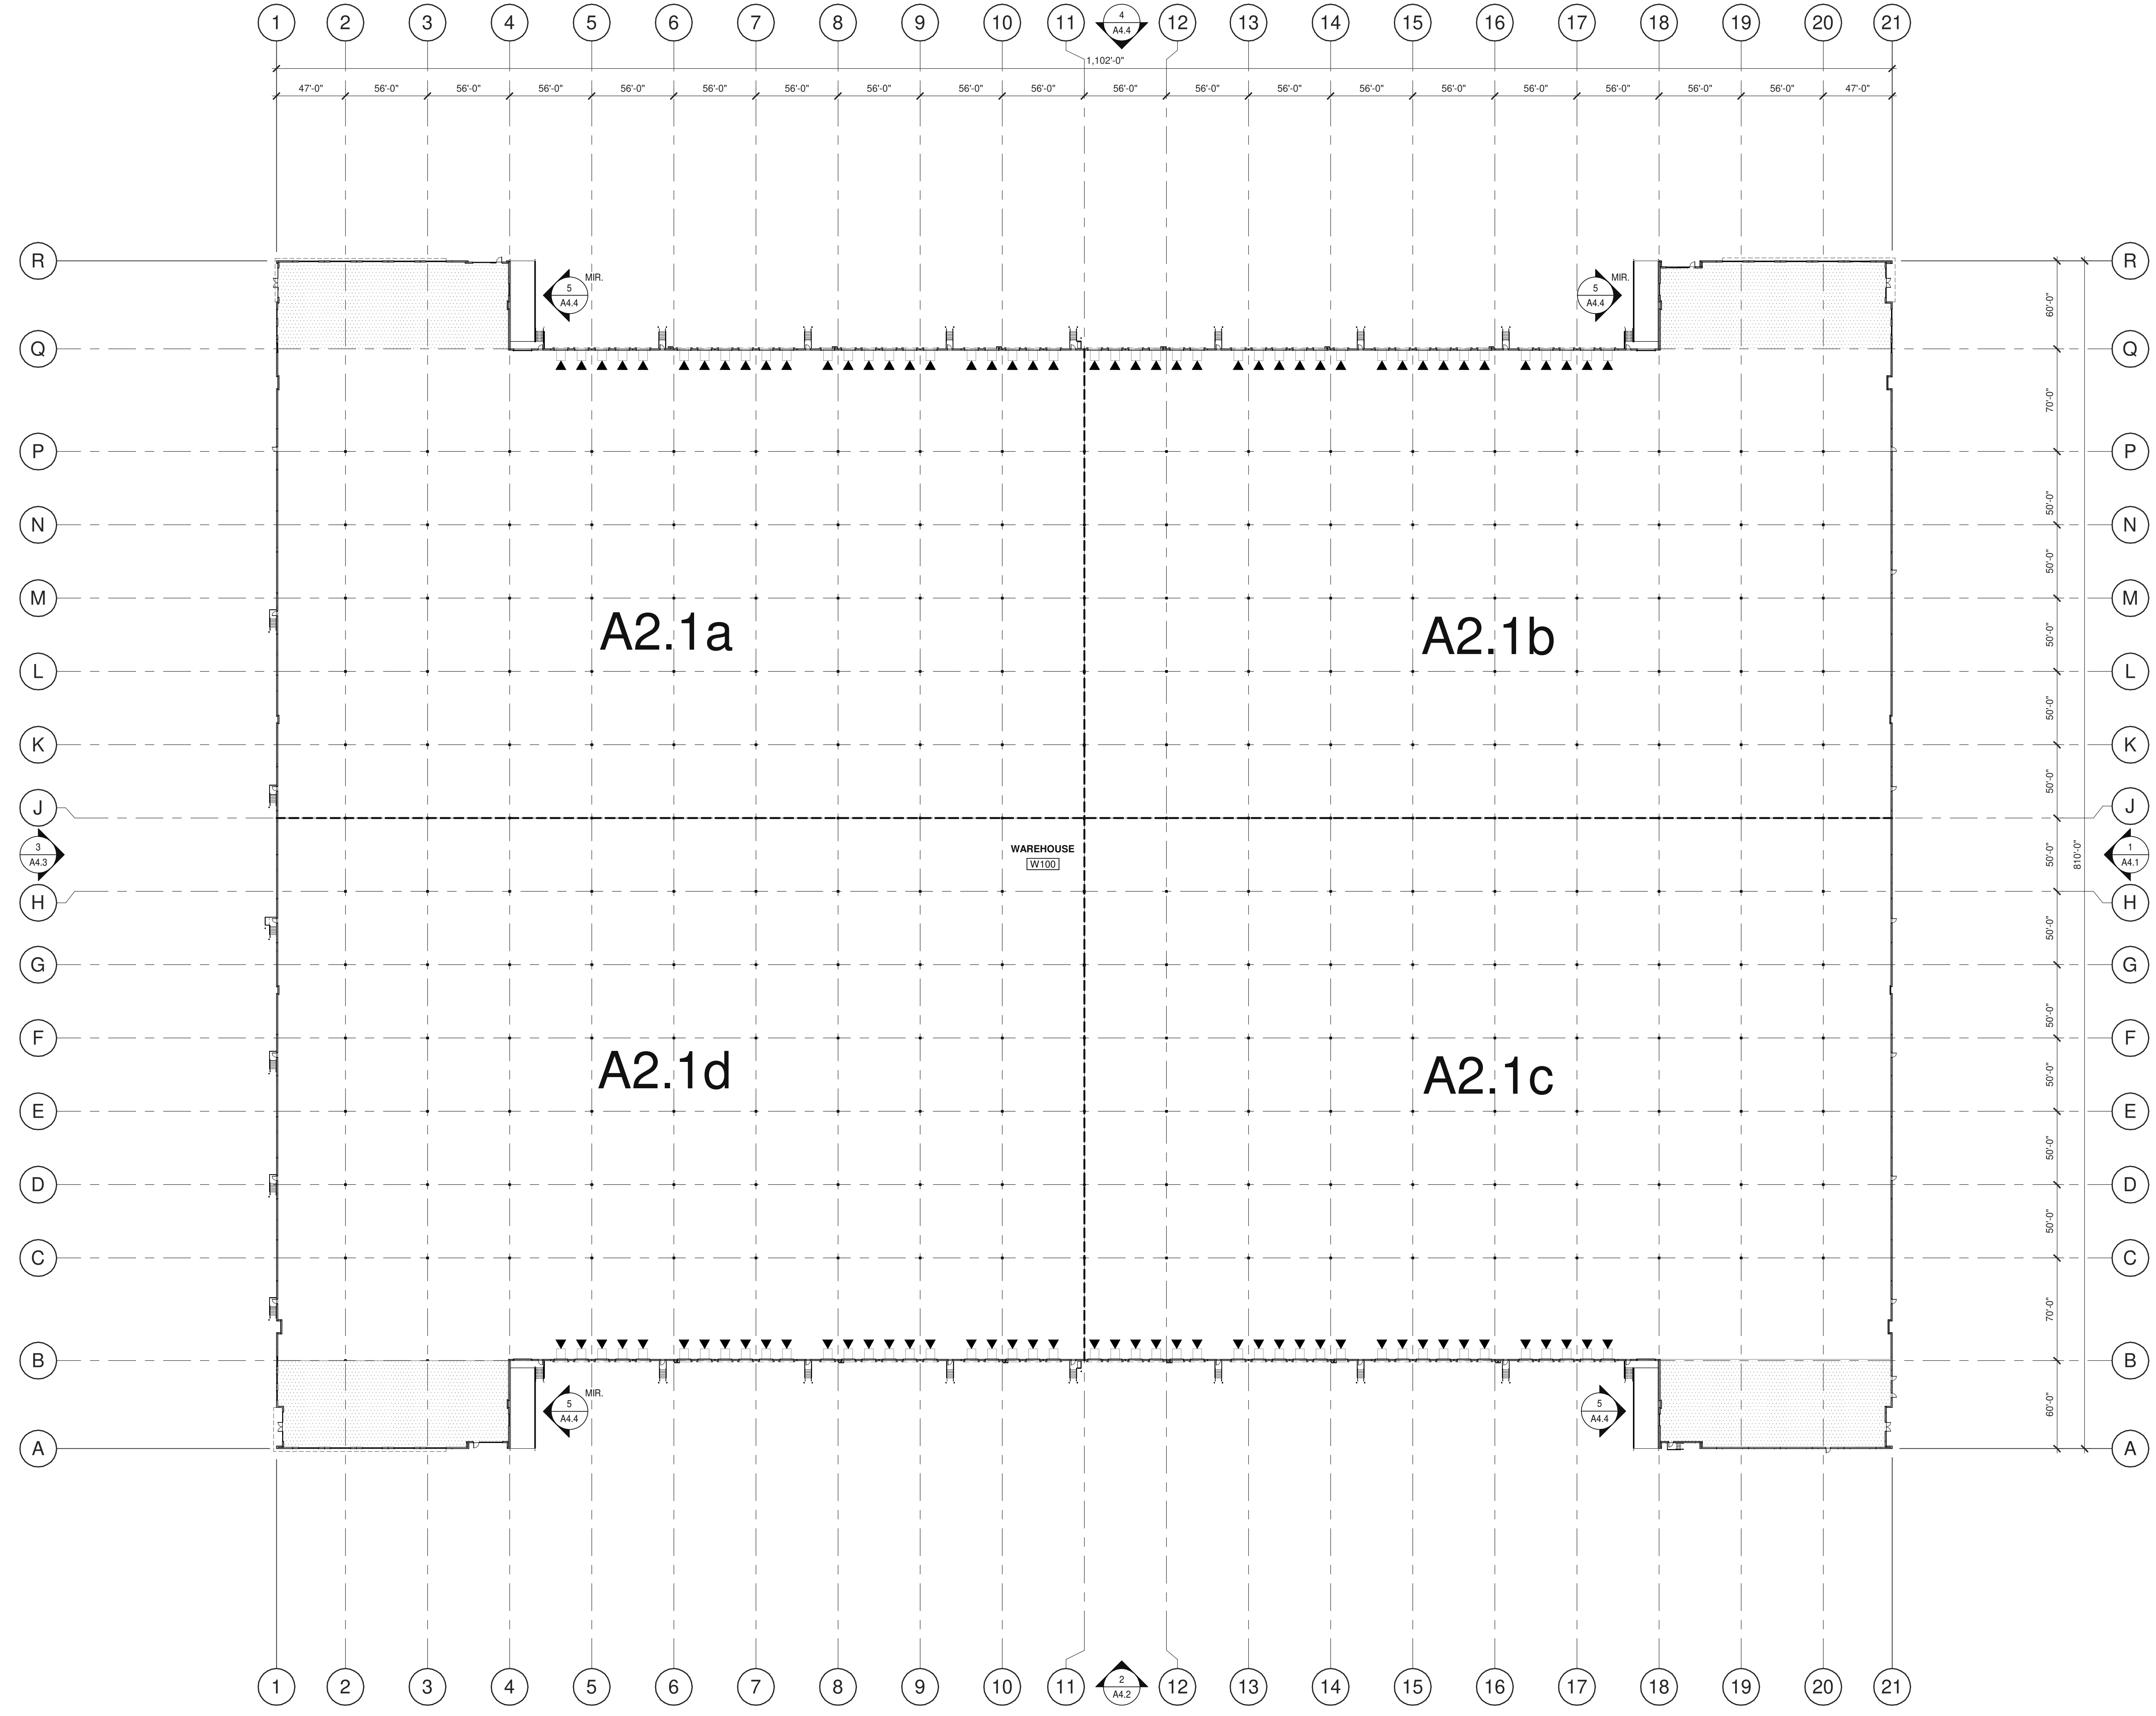 1 2 3 4 5 6 7 8 9 10 11 4 12 13 14 15 16 17 18 19 20 21
A4.4
1,102'-0"
47'-0" 56'-0" 56'-0" 56'-0" 56'-0" 56'-0" 56'-0" 56'-0" 56'-0" 56'-0" 56'-0" 56'-0" 56'-0" 56'-0" 56'-0" 56'-0" 56'-0" 56'-0" 56'-0" 47'-0"
R R
MIR. MIR.
5 5
A4.4 A4.4
60'-0"
Q Q
70'-0"
P P
50'-0"
N N
50'-0"
M M
A2.1a A2.1b
50'-0"
L L
50'-0"
K K
50'-0"
J J
WAREHOUSE
W100
3 1
A4.3 A4.1
50'-0" 810'-0"
H H
50'-0"
G G
50'-0"
F F
A2.1d A2.1c
50'-0"
E E
50'-0"
D D
50'-0"
C C
70'-0"
B B
MIR.
5 5
A4.4 A4.4
60'-0"
A A
1 2 3 4 5 6 7 8 9 10 11 2 12 13 14 15 16 17 18 19 20 21
A4.2